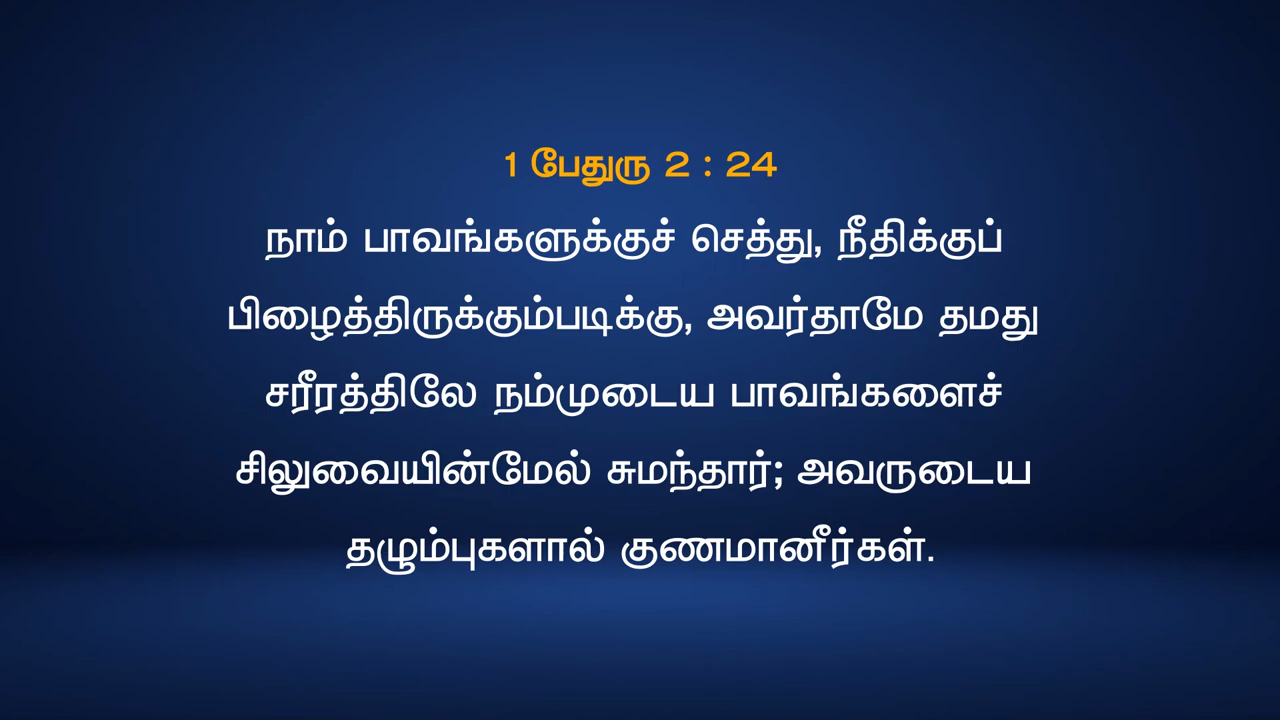 1 பேதுரு 2 : 24
நாம் பாவங்களுக்குச் செத்து, நீதிக்குப்
பிழைத்திருக்கும்படிக்கு, அவர்தாமே தமது
சரீரத்திலே நம்முடைய பாவங்களைச்
சிலுவையின்மேல் சுமந்தார்; அவருடைய
தழும்புகளால் குணமானீர்கள்.